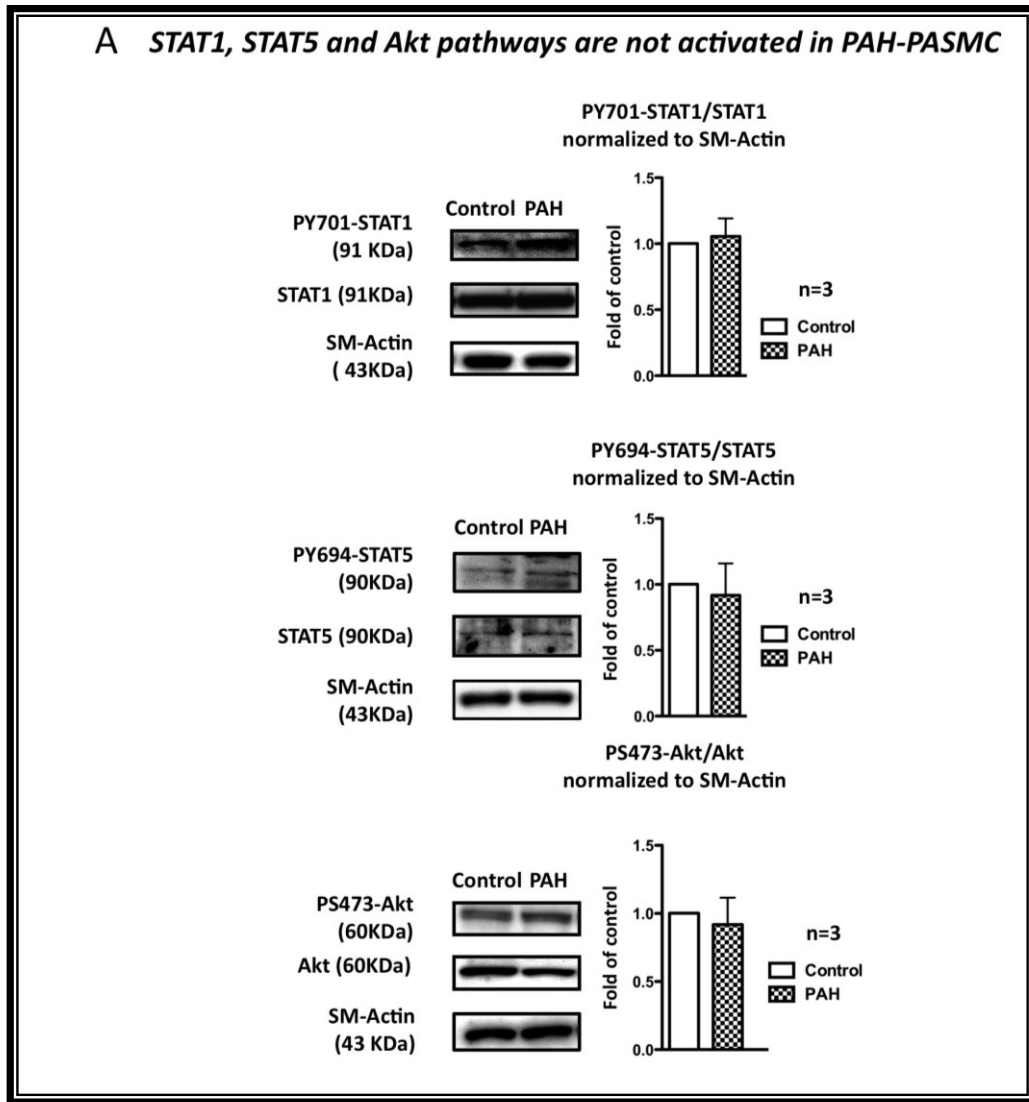 A STAT1, STAT5 and Akt pathways are not activated in PAH-PASMC
PY701-STAT1/STAT1
normalized to SM-Actin
Control PAH
PY701-STAT1
(91 KDa)
STAT1 (91KDa)
SM-Actin
( 43KDa)
Fold of control
1.5
1.0
0.5
0.0
n=3
Control
PAH
PY694-STAT5/STAT5
normalized to SM-Actin
Control PAH
PY694-STAT5
(90KDa)
STAT5 (90KDa)
SM-Actin
(43KDa)
Fold of control
1.5
1.0
0.5
0.0
n=3
Control
PAH
PS473-Akt/Akt
normalized to SM-Actin
Control PAH
PS473-Akt
(60KDa)
Akt (60KDa)
SM-Actin
(43 KDa)
Fold of control
1.5
1.0
0.5
0.0
n=3
Control
PAH